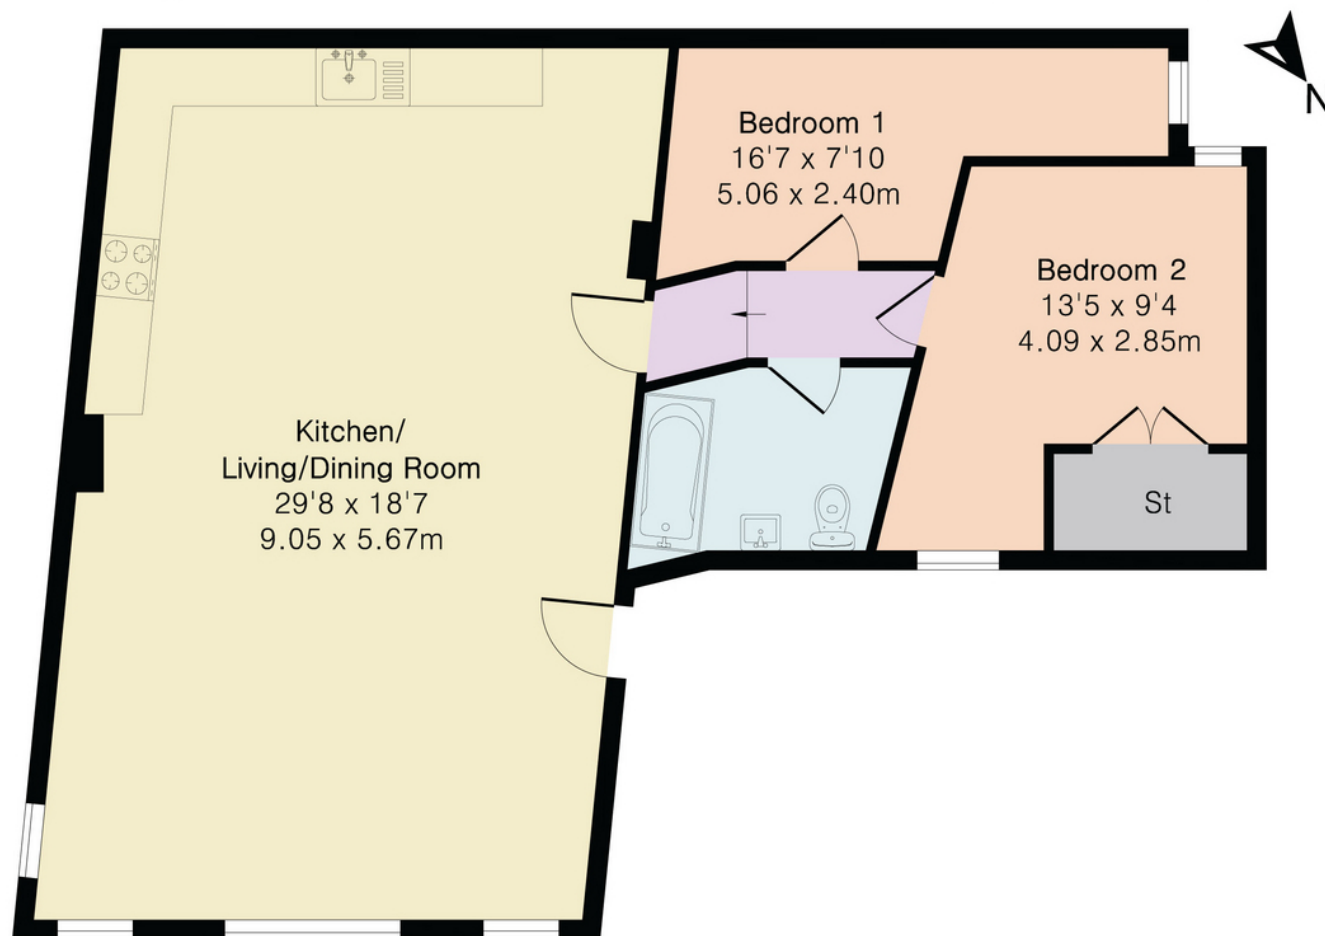 N
Bedroom 1
16'7 x 7'10
5.06 x 2.40m
Bedroom 2
13'5 x 9'4
4.09 x 2.85m
Kitchen/
Living/Dining Room
29'8 x 18'7
9.05 x 5.67m
St